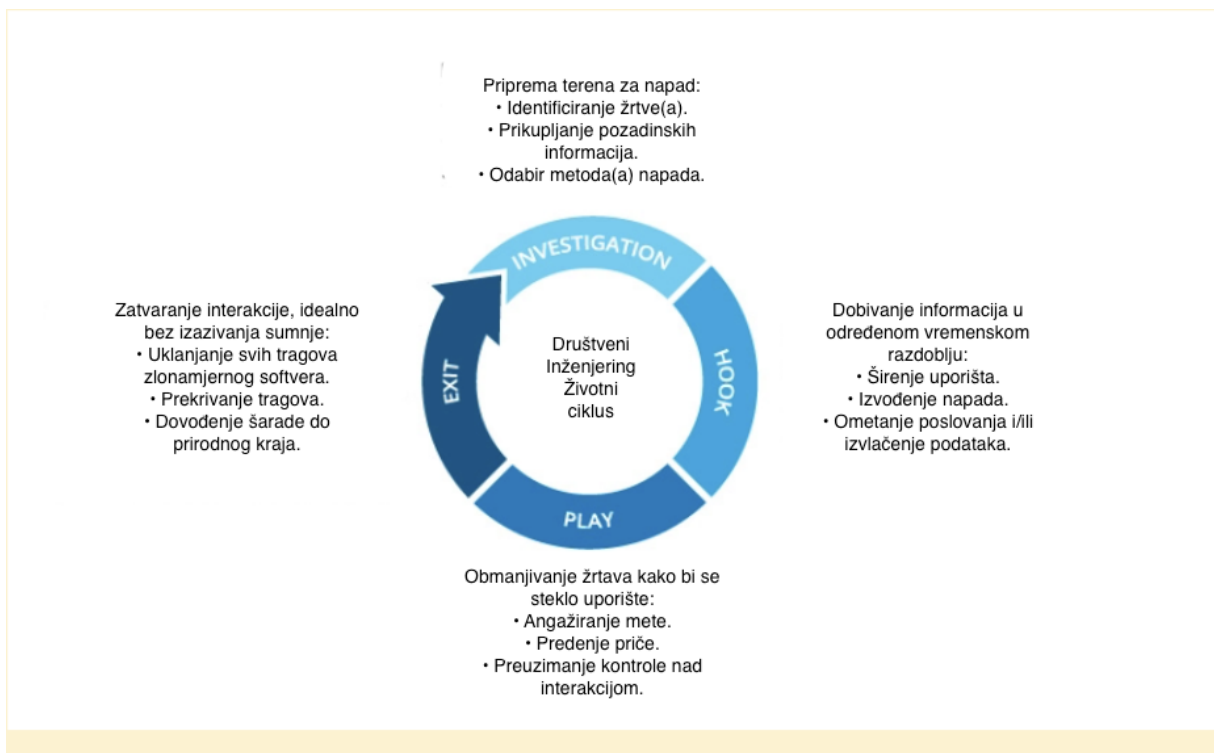 Priprema terena za napad:
• Identificiranje žrtve(a).
• Prikupljanje pozadinskih
informacija.
• Odabir metoda(a) napada.
INVESTIGATION
Zatvaranje interakcije, idealno
bez izazivanja sumnje:
• Uklanjanje svih tragova
zlonamjernog softvera.
• Prekrivanje tragova.
• Dovođenje šarade do
prirodnog kraja.
EXIT
Društveni
Inženjering
Životni
ciklus
HOOK
Dobivanje informacija u
određenom vremenskom
razdoblju:
• Širenje uporišta.
• Izvođenje napada.
• Ometanje poslovanja i/ili
izvlačenje podataka.
PLAY
Obmanjivanje žrtava kako bi se
steklo uporište:
• Angažiranje mete.
• Predenje priče.
• Preuzimanje kontrole nad
interakcijom.